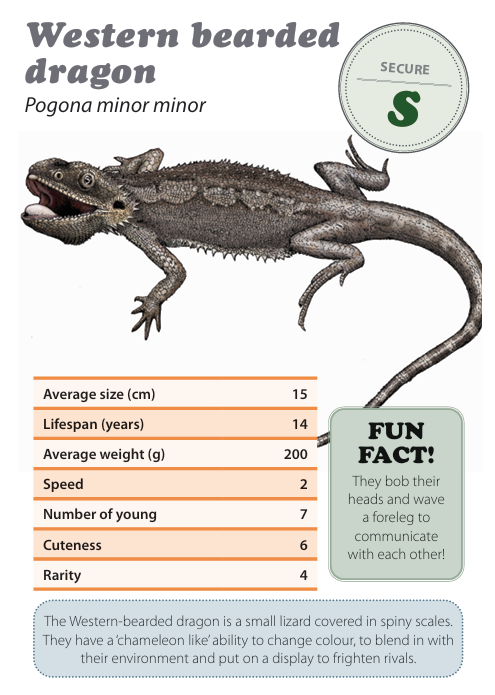 Western bearded
dragon
Pogona minor minor
SECURE
S
Average size (cm) 15
Lifespan (years) 14
Average weight (g) 200
Speed 2
Number of young 7
Cuteness 6
Rarity 4
FUN
FACT!
They bob their
heads and wave
a foreleg to
communicate
with each other!
The Western-bearded dragon is a small lizard covered in spiny scales.
They have a ‘chameleon like’ ability to change colour, to blend in with
their environment and put on a display to frighten rivals.